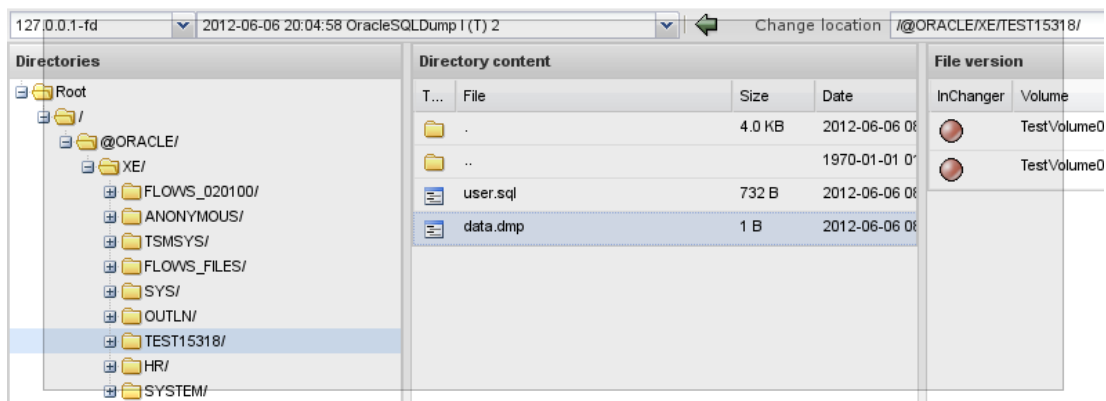 127.0.0.1-fd 2012-06-06 20:04:58 OracleSQLDump I (T) 2 Change location /@ORACLE/XE/TEST15318/
Directories Directory content File version
Root
/
@ORACLE/
XE/
FLOWS_020100/
ANONYMOUS/
TSMSYS/
FLOWS_FILES/
SYS/
OUTLN/
TEST15318/
HR/
SYSTEM/
T... File Size Date
. 4.0 KB 2012-06-06 08
.. 1970-01-01 01
user.sql 732 B 2012-06-06 08
data.dmp 1 B 2012-06-06 08
InChanger Volume
TestVolume0
TestVolume0